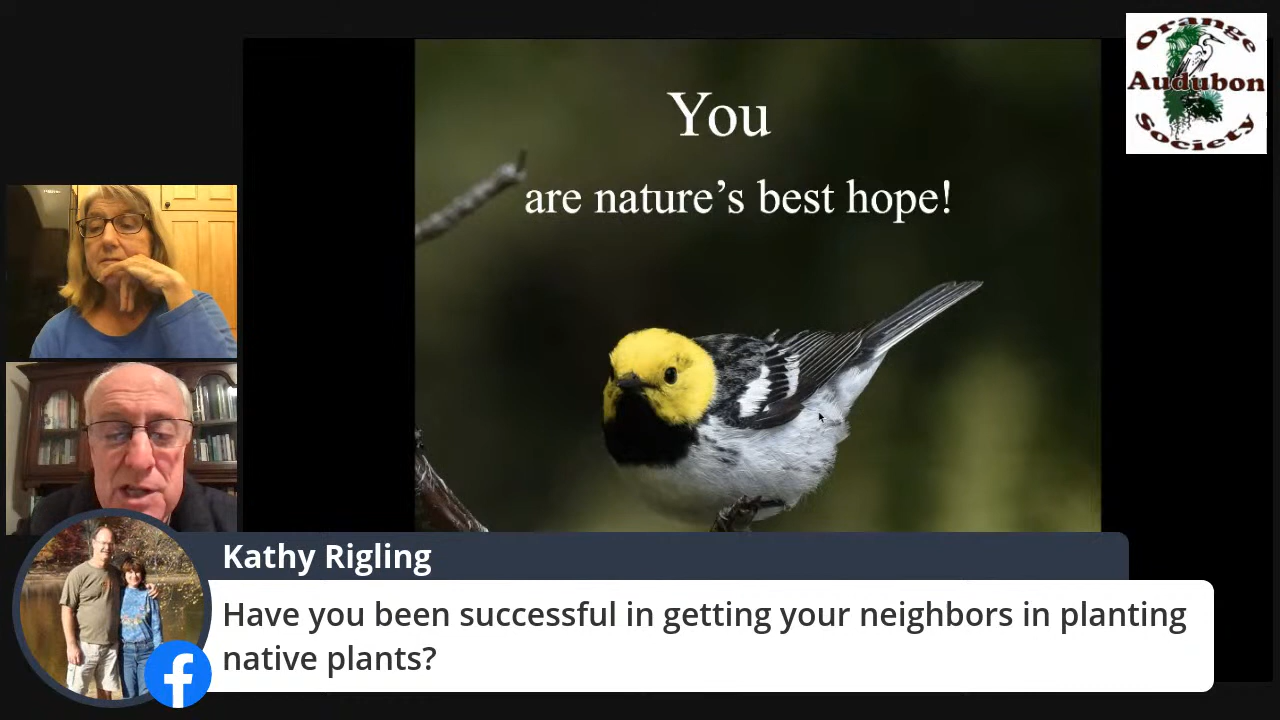 Orange
Audubon
Society
You
are nature's best hope!
Kathy Rigling
Have you been successful in getting your neighbors in planting
native plants?